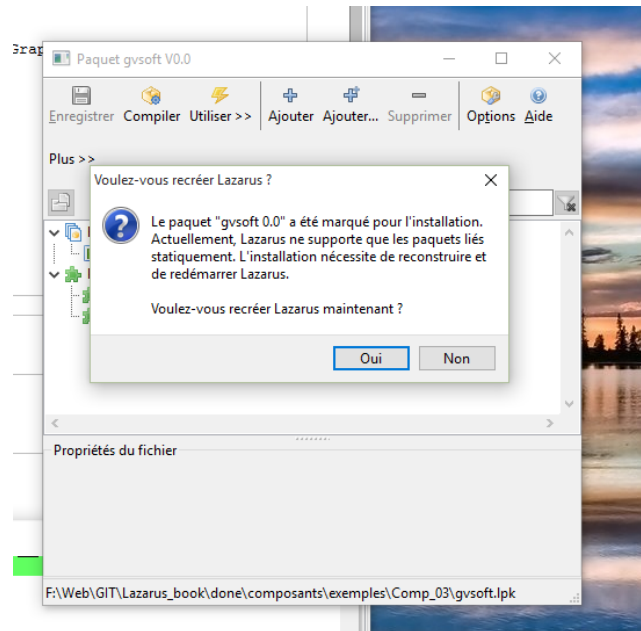 Paquet gvsoft V0.0
Enregistrer Compiler Utiliser >> Ajouter Ajouter... Supprimer Options Aide
Plus >>
Voulez-vous recréer Lazarus ?
Le paquet "gvsoft 0.0" a été marqué pour l'installation.
Actuellement, Lazarus ne supporte que les paquets liés
statiquement. L'installation nécessite de reconstruire et
de redémarrer Lazarus.
Voulez-vous recréer Lazarus maintenant ?
Oui Non
Propriétés du fichier
F:\Web\GIT\Lazarus_book\done\composants\exemples\Comp_03\gvsoft.lpk